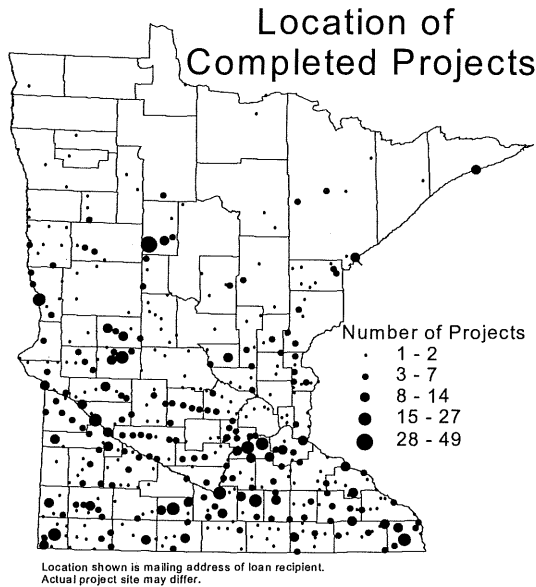 Location of
Completed Projects
Number of Projects
1 - 2
3 - 7
8 - 14
15 - 27
28 - 49
Location shown is mailing address of loan recipient.
Actual project site may differ.